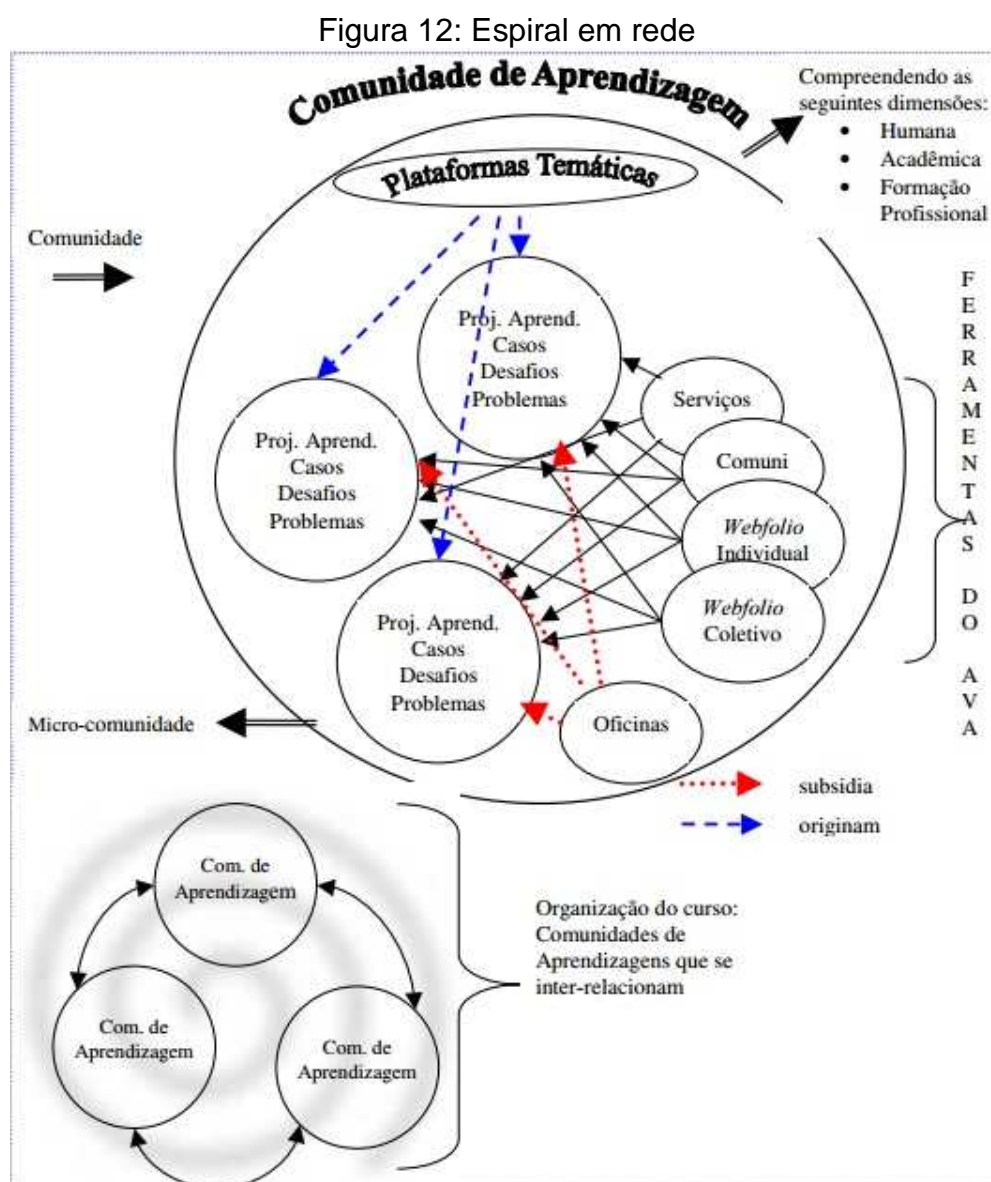 Figura 12: Espiral em rede
Comunidade de Aprendizagem
Compreendendo as
seguintes dimensões:
• Humana
• Acadêmica
• Formação
Profissional
Plataformas Temáticas
Comunidade
Proj. Aprend.
Casos
Desafios
Problemas
Proj. Aprend.
Casos
Desafios
Problemas
Proj. Aprend.
Casos
Desafios
Problemas
Serviços
Comuni
Webfolio
Individual
Webfolio
Coletivo
Oficinas
FERRAMENTAS DO AVA
Micro-comunidade
subsidia
originam
Com. de
Aprendizagem
Com. de
Aprendizagem
Com. de
Aprendizagem
Organização do curso:
Comunidades de
Aprendizagens que se
inter-relacionam